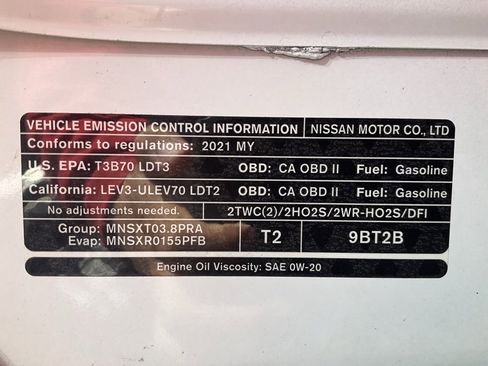 VEHICLE EMISSION CONTROL INFORMATION NISSAN MOTOR CO., LTD
Conforms to regulations: 2021 MY
U.S. EPA: T3B70 LDT3 OBD: CA OBD II Fuel: Gasoline
California: LEV3-ULEV70 LDT2 OBD: CA OBD II Fuel: Gasoline
No adjustments needed. 2TWC(2)/2HO2S/2WR-HO2S/DFI
Group: MNSXT03.8PRA
Evap: MNSXR0155PFB T2 9BT2B
Engine Oil Viscosity: SAE 0W-20